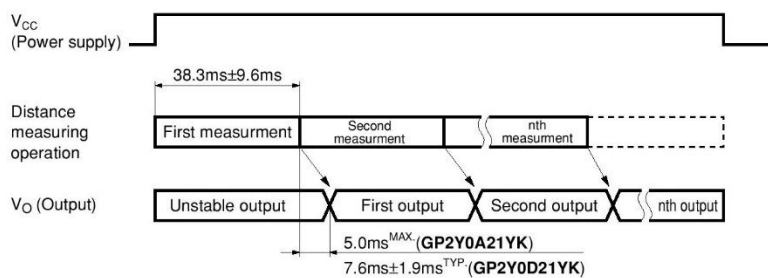 VCC
(Power supply)
38.3ms±9.6ms
Distance
measuring
operation
First measurment
Second
measurment
nth
measurment
VO (Output)
Unstable output
First output
Second output
nth output
5.0msMAX.(GP2Y0A21YK)
7.6ms±1.9msTYP.(GP2Y0D21YK)